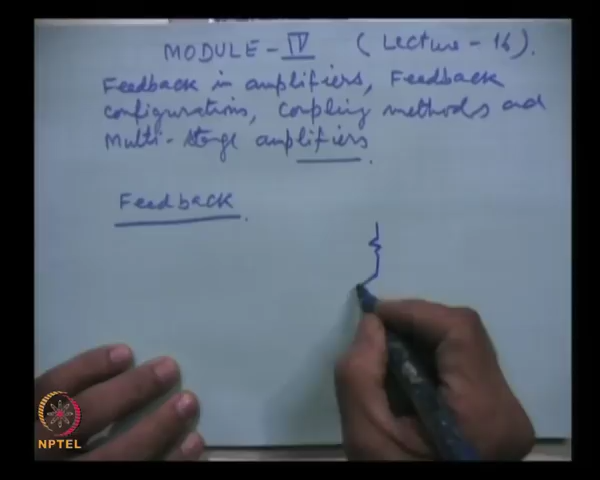 MODULE - IV (Lecture - 16).
Feedback in amplifiers, Feedback
configurations, Coupling methods and
Multi-stage amplifiers.
Feedback.
NPTEL